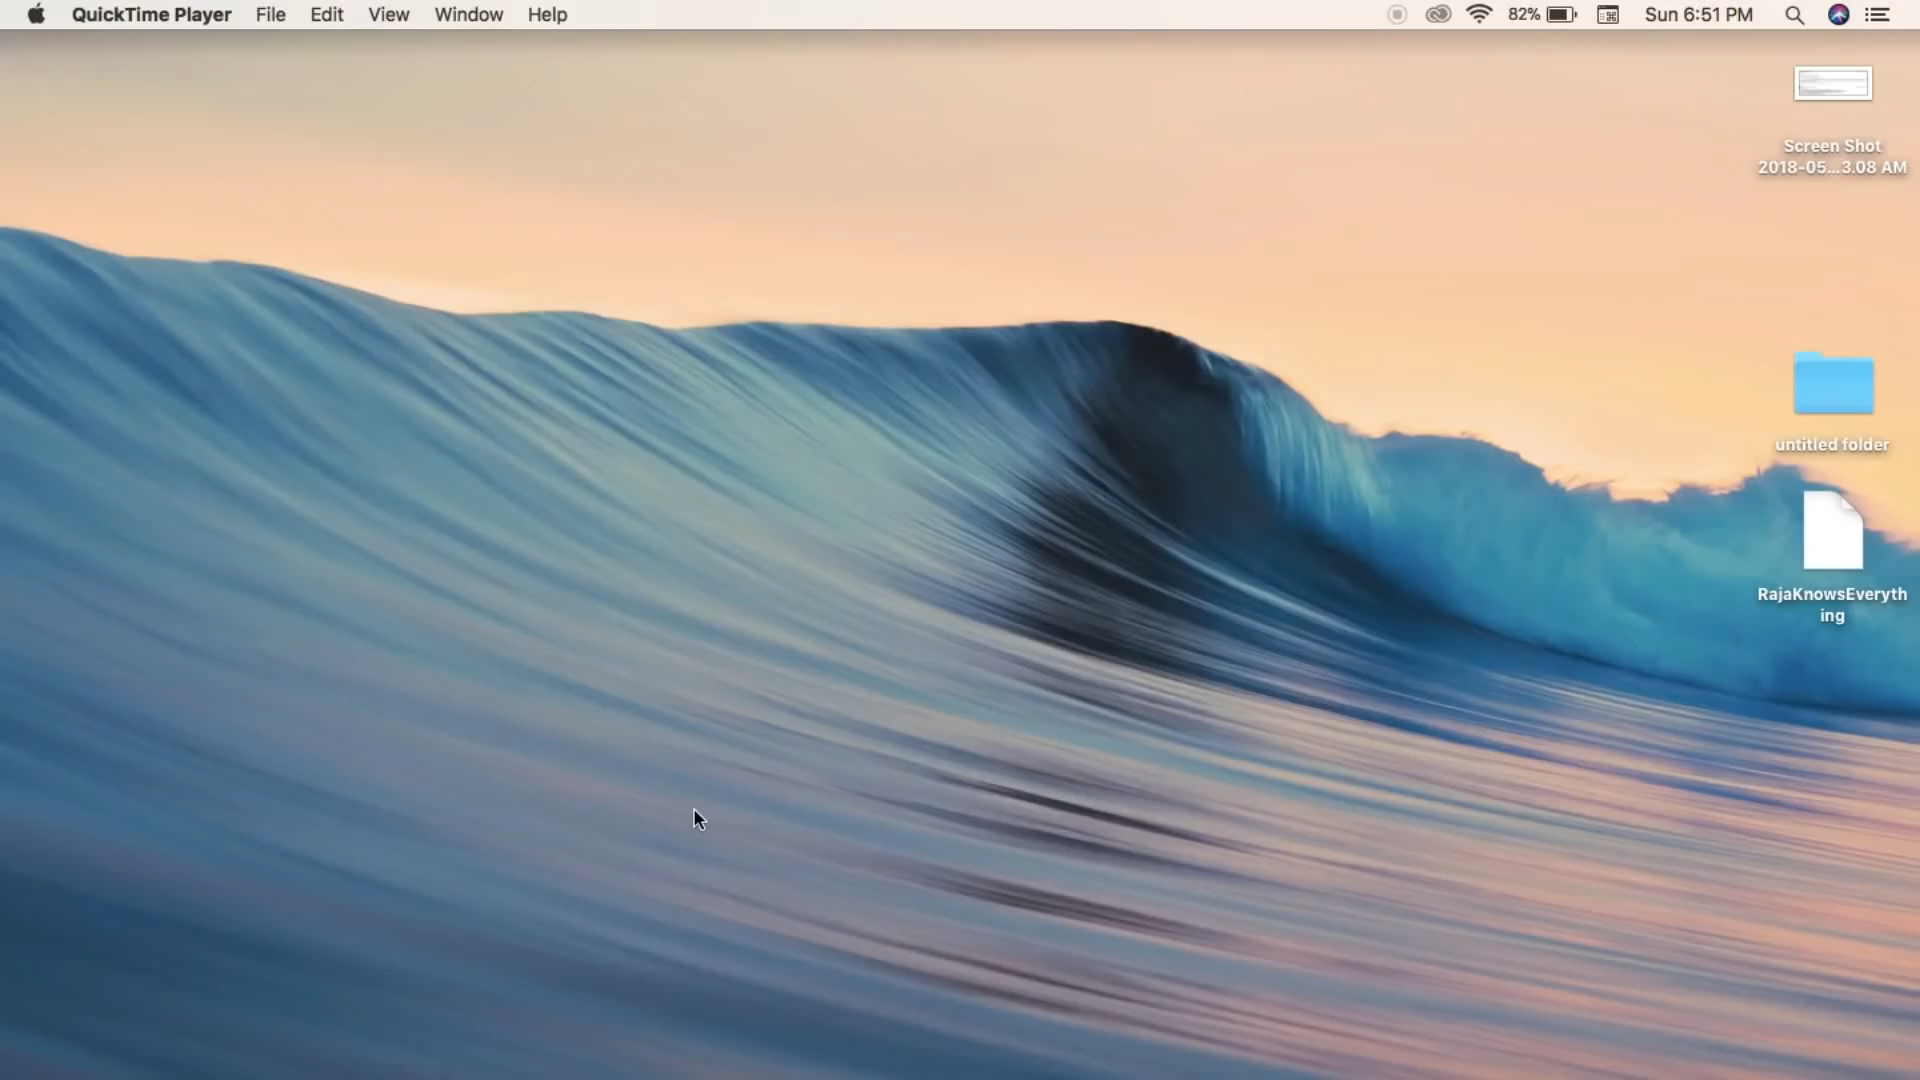 QuickTime Player File Edit View Window Help 82% Sun 6:51 PM
Screen Shot
2018-05...3.08 AM
untitled folder
RajaKnowsEveryth
ing